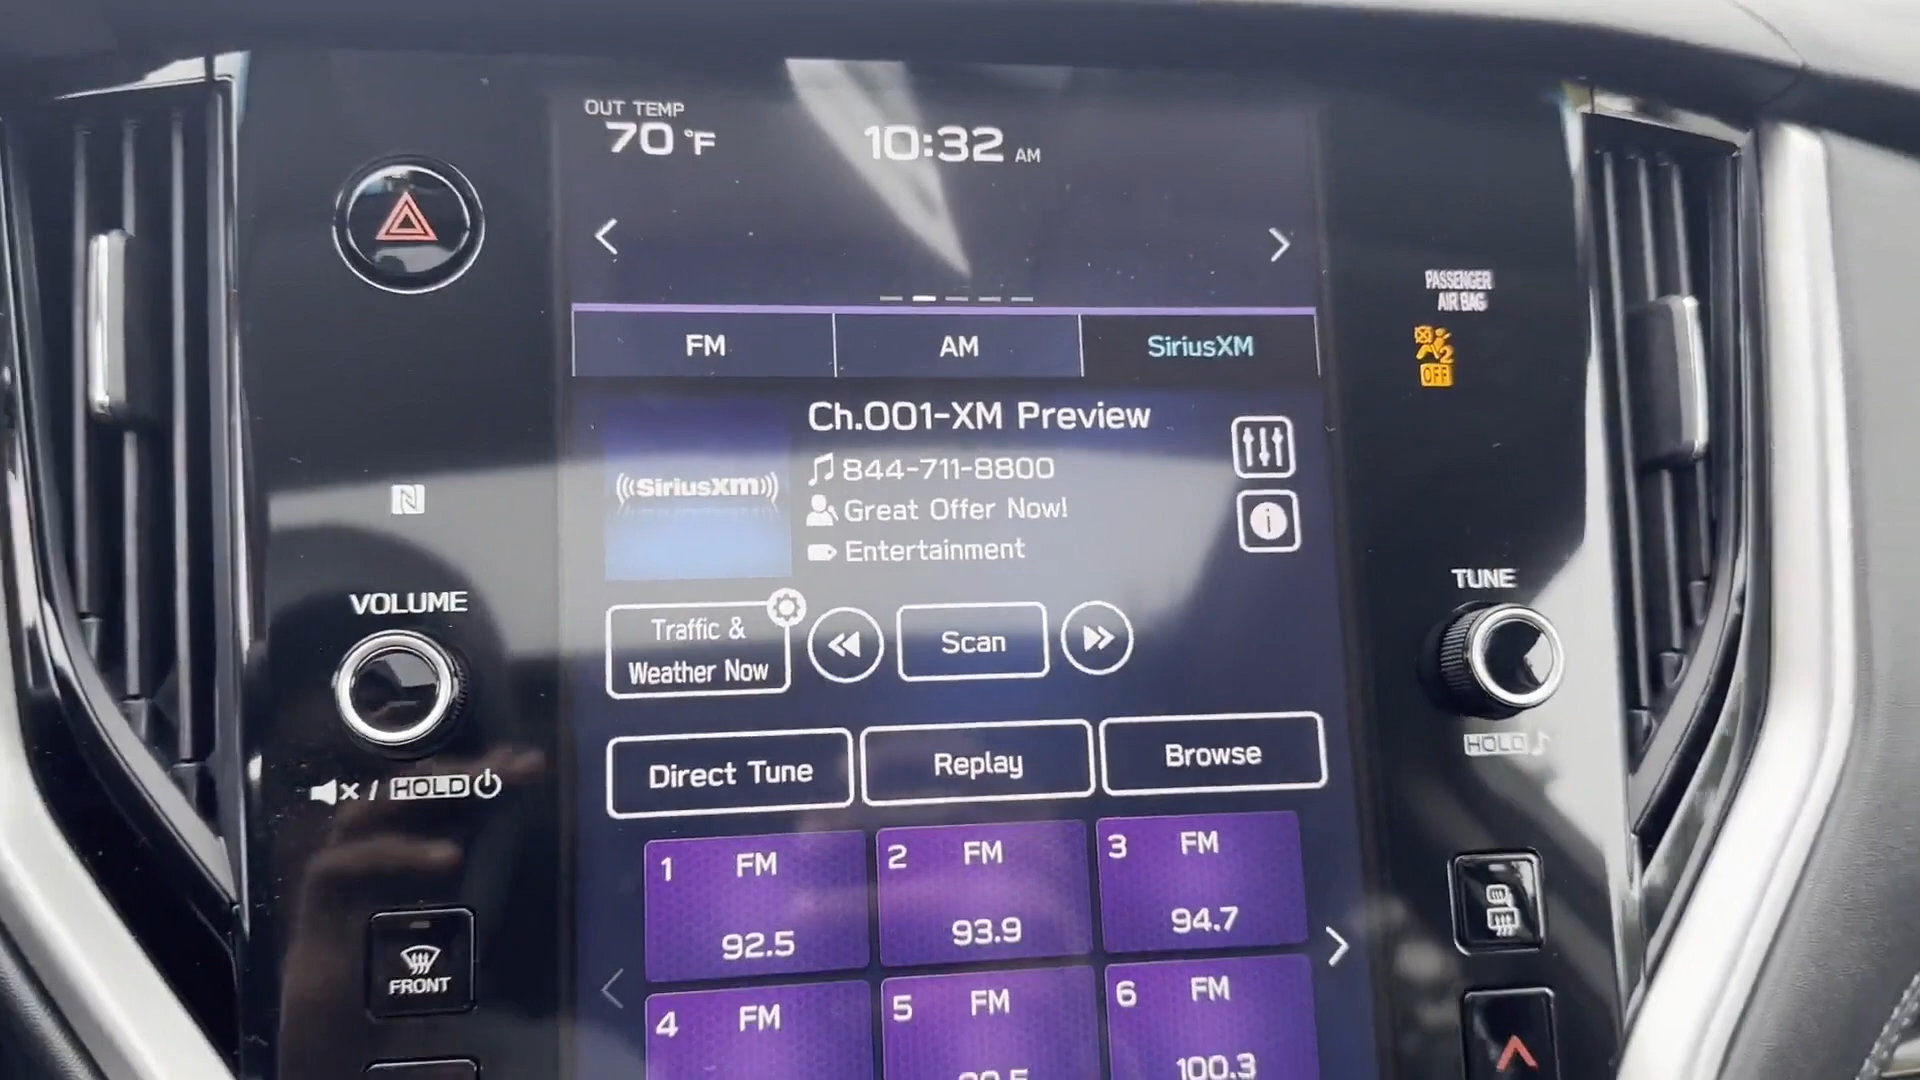 OUT TEMP
70 °F
10:32 AM
PASSENGER
AIR BAG
2
OFF
FM
AM
SiriusXM
Ch.001-XM Preview
844-711-8800
Great Offer Now!
Entertainment
((SiriusXM))
i
VOLUME
TUNE
Traffic &
Weather Now
Scan
HOLD
HOLD
Direct Tune
Replay
Browse
1 FM
92.5
2 FM
93.9
3 FM
94.7
FRONT
4 FM
5 FM
6 FM
100.3